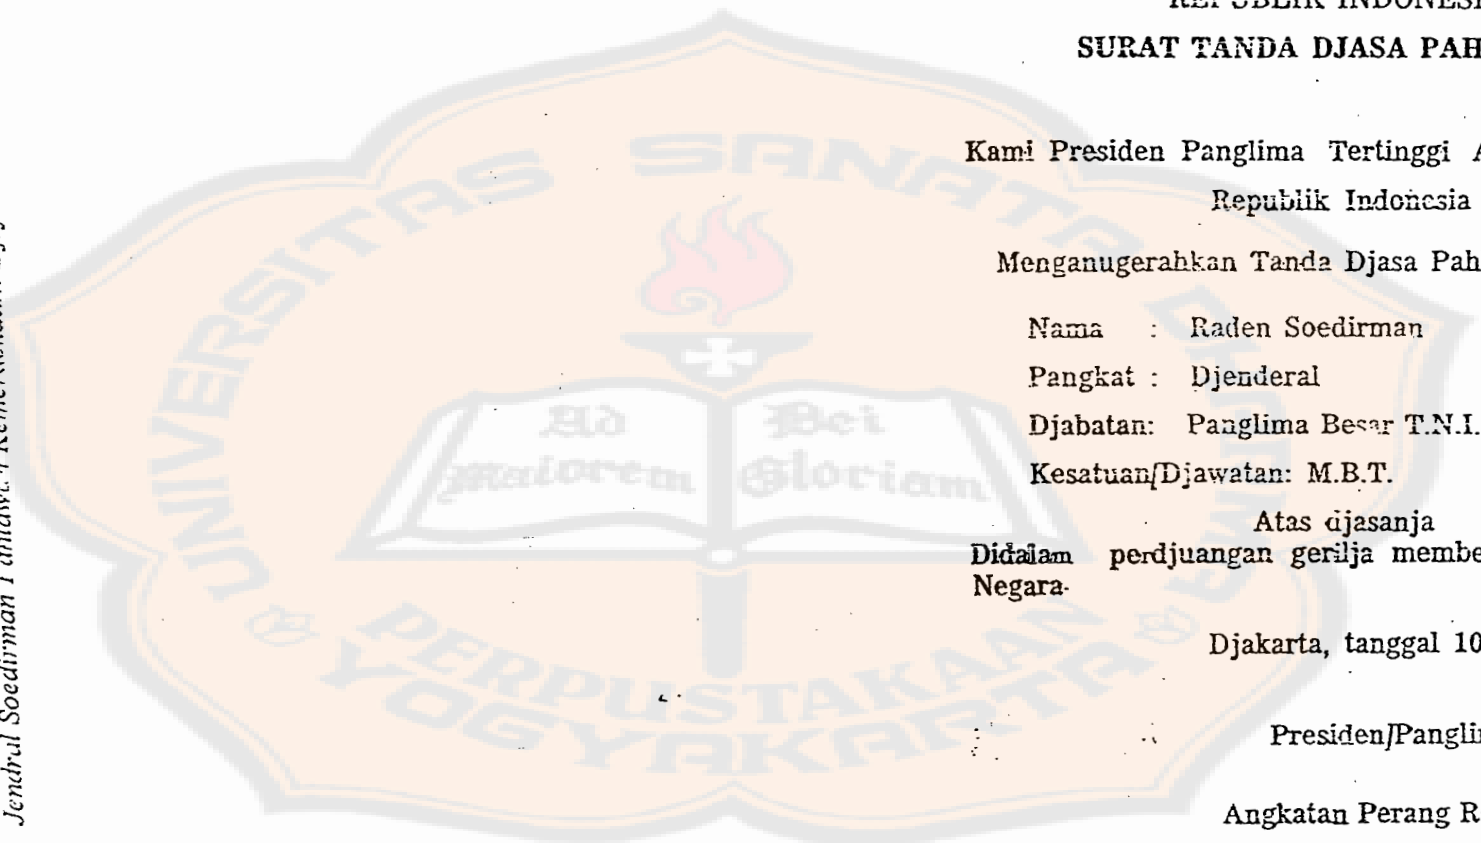 REPUBLIK INDONESI
SURAT TANDA DJASA PAH
Kami Presiden Panglima Tertinggi A
Republik Indonesia
Menganugerahkan Tanda Djasa Pah
Nama : Raden Soedirman
Pangkat : Djenderal
Djabatan: Panglima Besar T.N.I.
Kesatuan/Djawatan: M.B.T.
Atas djasanja
Didalam perdjuangan gerilja membe
Negara.
Djakarta, tanggal 10
Presiden/Panglin
Angkatan Perang R
Jendral Soedirman
UNIVERSITAS SANATA DHARMA
Ad Dei
maiorem Gloriam
PERPUSTAKAAN
YOGYAKARTA